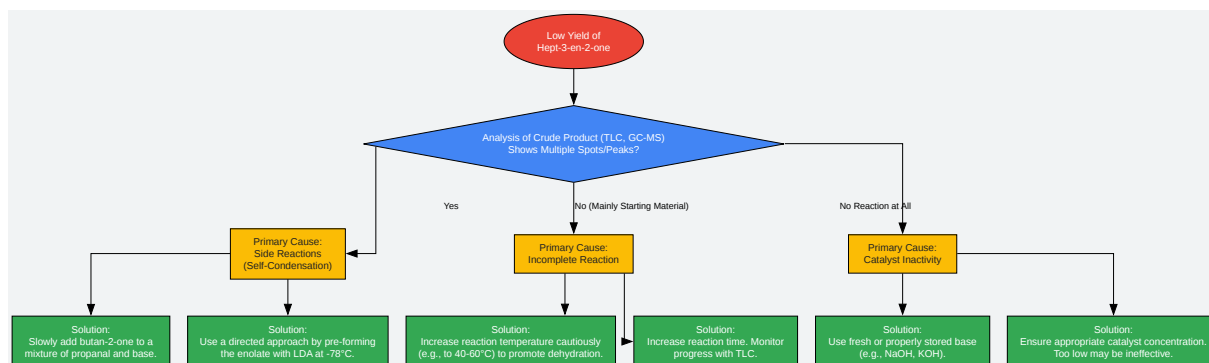 Low Yield of
Hept-3-en-2-one
Analysis of Crude Product (TLC, GC-MS)
Shows Multiple Spots/Peaks?
Yes
No (Mainly Starting Material)
No Reaction at All
Primary Cause:
Side Reactions
(Self-Condensation)
Primary Cause:
Incomplete Reaction
Primary Cause:
Catalyst Inactivity
Solution:
Slowly add butan-2-one to a
mixture of propanal and base.
Solution:
Use a directed approach by pre-forming
the enolate with LDA at -78°C.
Solution:
Increase reaction temperature cautiously
(e.g., to 40-60°C) to promote dehydration.
Solution:
Increase reaction time. Monitor
progress with TLC.
Solution:
Use fresh or properly stored base
(e.g., NaOH, KOH).
Solution:
Ensure appropriate catalyst concentration.
Too low may be ineffective.